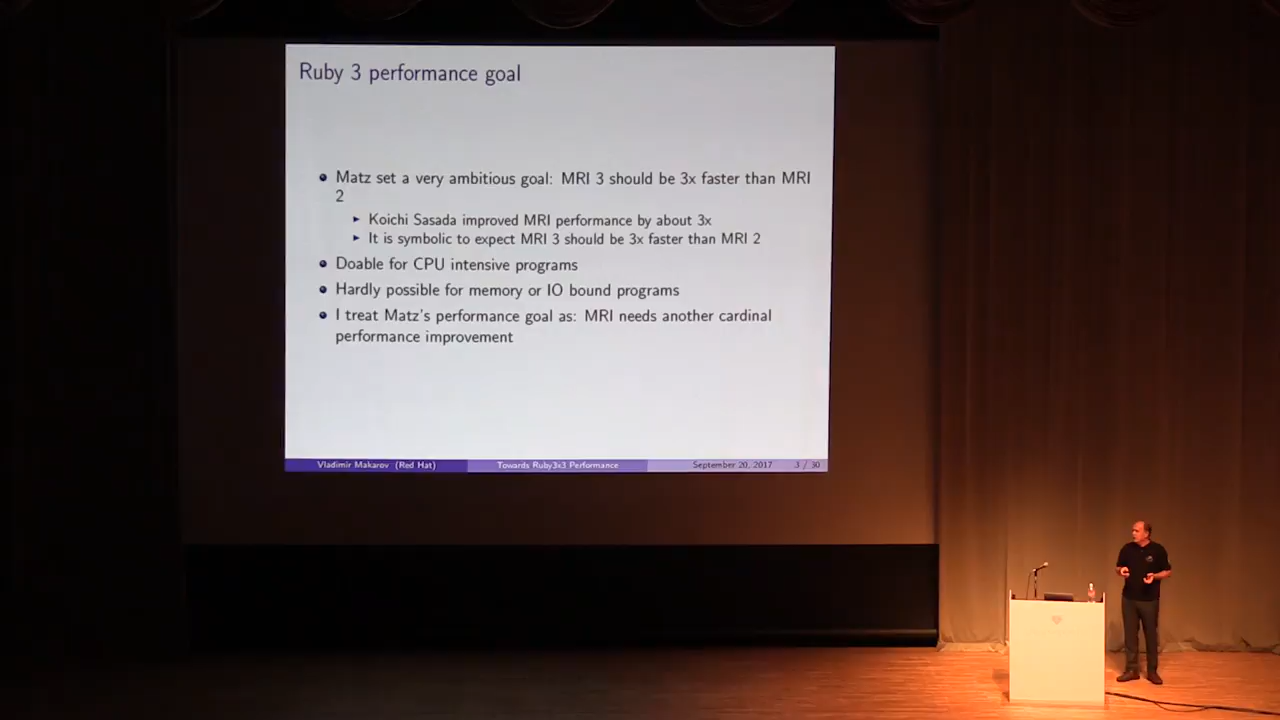 Ruby 3 performance goal
Matz set a very ambitious goal: MRI 3 should be 3x faster than MRI
2
Koichi Sasada improved MRI performance by about 3x
It is symbolic to expect MRI 3 should be 3x faster than MRI 2
Doable for CPU intensive programs
Hardly possible for memory or IO bound programs
I treat Matz's performance goal as: MRI needs another cardinal
performance improvement
Vladimir Makarov (Red Hat) Towards Ruby3x3 Performance September 20, 2017 3 / 30